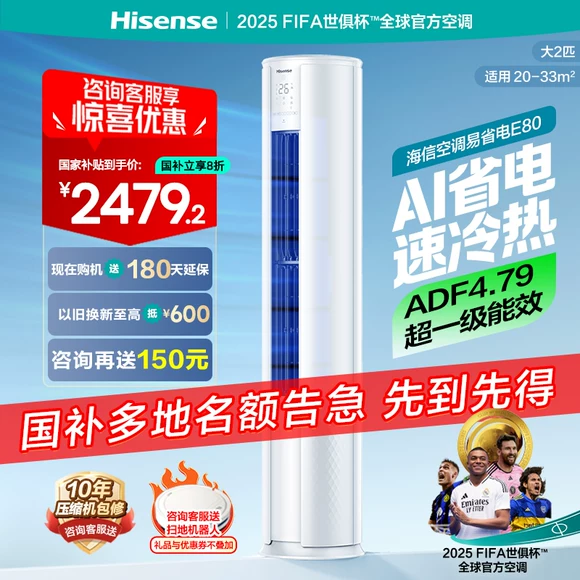 Hisense
2025 FIFA世俱杯™全球官方空调
大2匹
适用 20-33m²
咨询客服享
惊喜优惠
国家补贴到手价:
国补立享8折
¥2479.2
现在购机 送 180天延保
以旧换新至高 抵 ¥600
咨询再送150元
Hisense
26
海信空调易省电E80
AI省电
速冷热
ADF4.79
超一级能效
国补多地名额告急 先到先得
10年
压缩机包修
咨询客服送
咨询客服送
扫地机器人
礼品与优惠券不叠加
2025 FIFA世俱杯™
全球官方空调